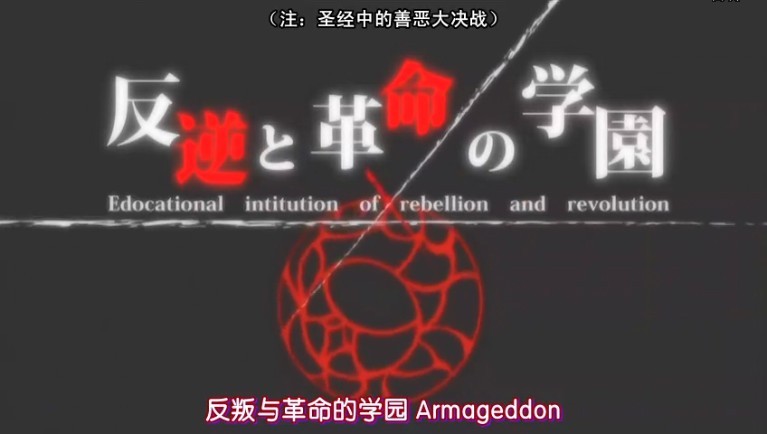 （注：圣经中的善恶大决战）
反逆と革命の学園
Edocational intitution of rebellion and revolution
反叛与革命的学园 Armageddon